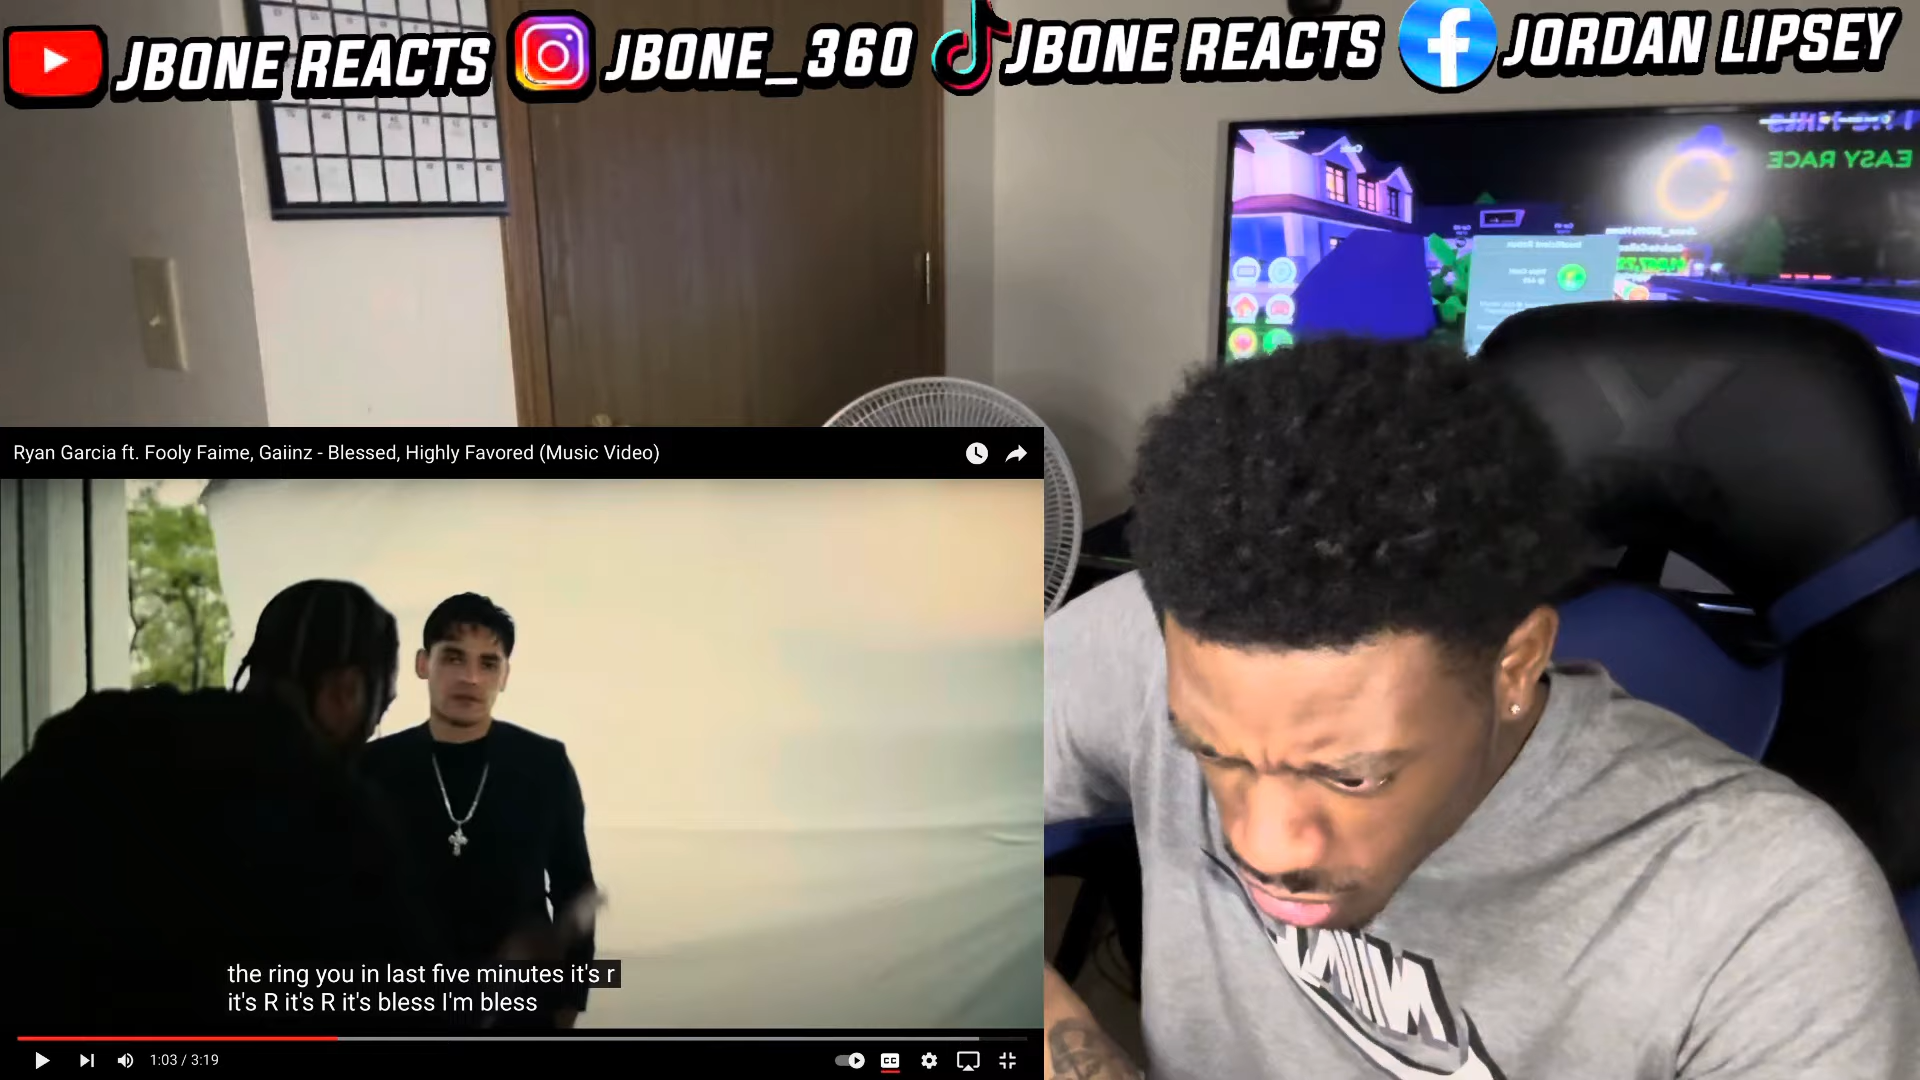 JBONE REACTS
JBONE_360
JBONE REACTS
JORDAN LIPSEY
EASY RACE
Ryan Garcia ft. Fooly Faime, Gaiinz - Blessed, Highly Favored (Music Video)
the ring you in last five minutes it's r
it's R it's R it's bless I'm bless
CC
1:03 / 3:19